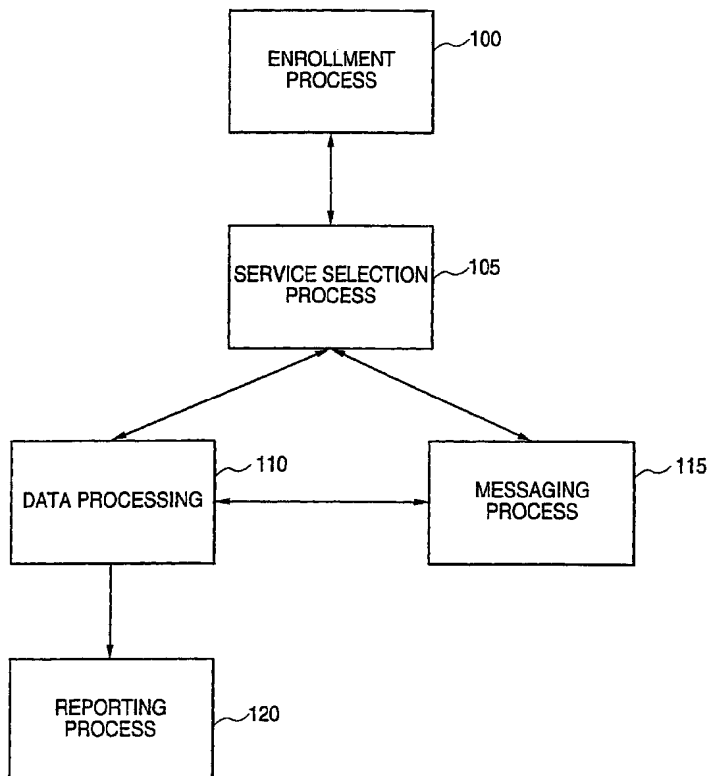 ENROLLMENT
PROCESS
100
SERVICE SELECTION
PROCESS
105
DATA PROCESSING
110
MESSAGING
PROCESS
115
REPORTING
PROCESS
120